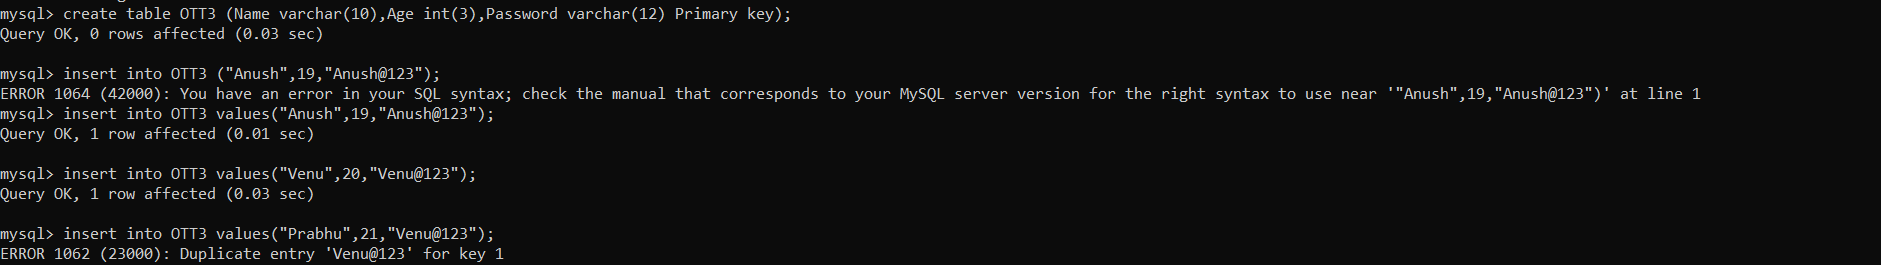 mysql> create table OTT3 (Name varchar(10),Age int(3),Password varchar(12) Primary key);
Query OK, 0 rows affected (0.03 sec)
mysql> insert into OTT3 ("Anush",19,"Anush@123");
ERROR 1064 (42000): You have an error in your SQL syntax; check the manual that corresponds to your MySQL server version for the right syntax to use near '"Anush",19,"Anush@123")' at line 1
mysql> insert into OTT3 values("Anush",19,"Anush@123");
Query OK, 1 row affected (0.01 sec)
mysql> insert into OTT3 values("Venu",20,"Venu@123");
Query OK, 1 row affected (0.03 sec)
mysql> insert into OTT3 values("Prabhu",21,"Venu@123");
ERROR 1062 (23000): Duplicate entry 'Venu@123' for key 1